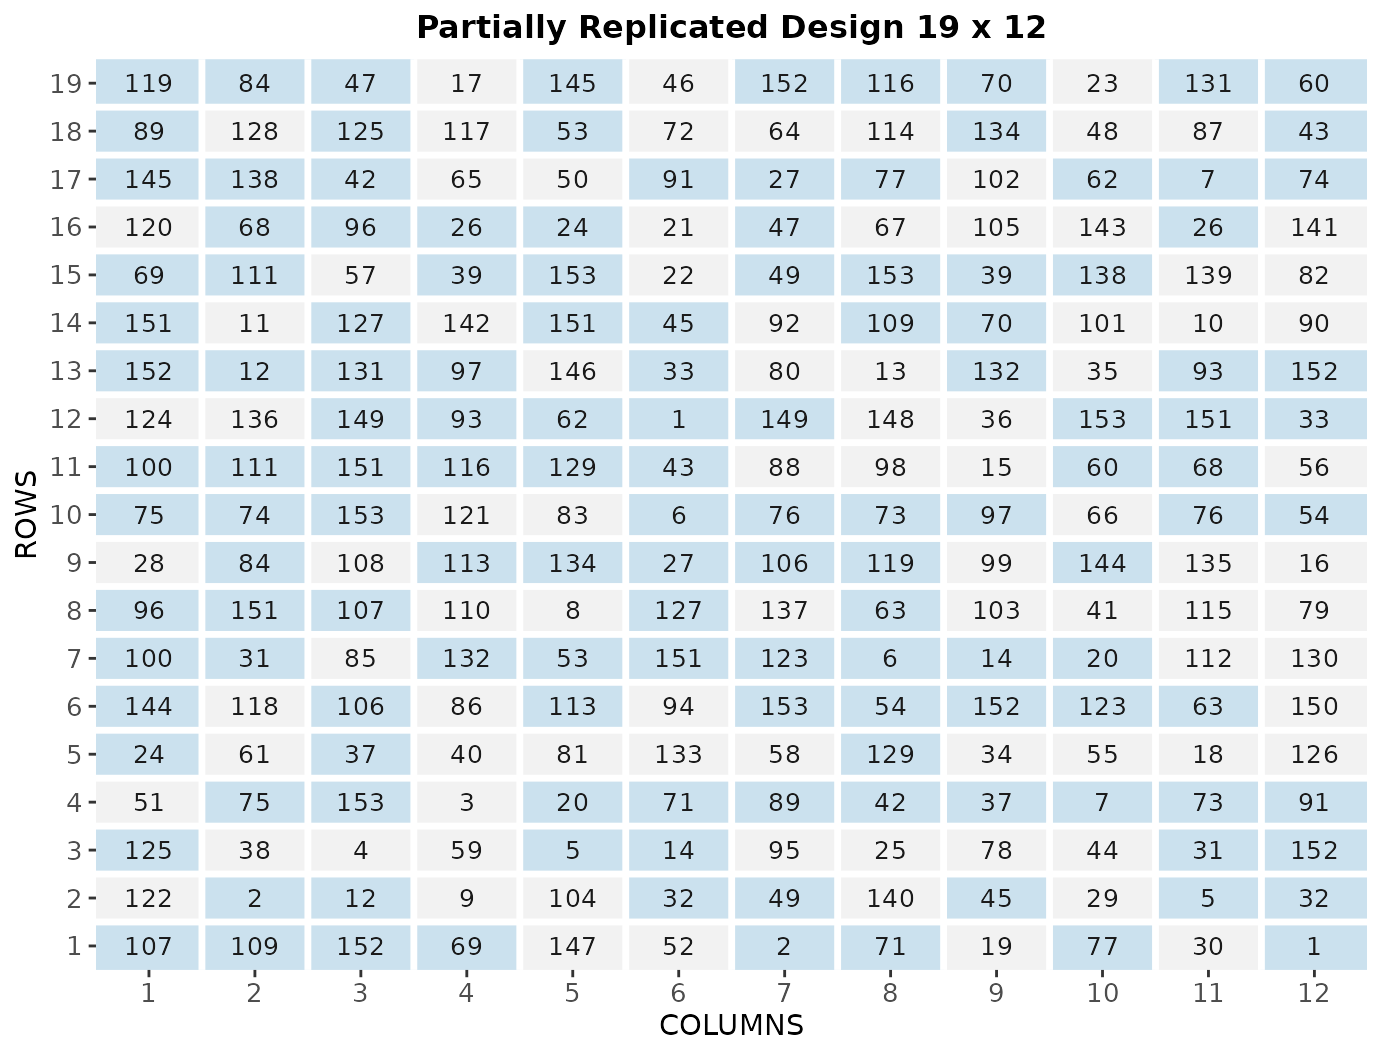 Partially Replicated Design 19 x 12
19 119 84 47 17 145 46 152 116 70 23 131 60
18 89 128 125 117 53 72 64 114 134 48 87 43
17 145 138 42 65 50 91 27 77 102 62 7 74
16 120 68 96 26 24 21 47 67 105 143 26 141
15 69 111 57 39 153 22 49 153 39 138 139 82
14 151 11 127 142 151 45 92 109 70 101 10 90
13 152 12 131 97 146 33 80 13 132 35 93 152
12 124 136 149 93 62 1 149 148 36 153 151 33
11 100 111 151 116 129 43 88 98 15 60 68 56
10 75 74 153 121 83 6 76 73 97 66 76 54
9 28 84 108 113 134 27 106 119 99 144 135 16
8 96 151 107 110 8 127 137 63 103 41 115 79
7 100 31 85 132 53 151 123 6 14 20 112 130
6 144 118 106 86 113 94 153 54 152 123 63 150
5 24 61 37 40 81 133 58 129 34 55 18 126
4 51 75 153 3 20 71 89 42 37 7 73 91
3 125 38 4 59 5 14 95 25 78 44 31 152
2 122 2 12 9 104 32 49 140 45 29 5 32
1 107 109 152 69 147 52 2 71 19 77 30 1
1 2 3 4 5 6 7 8 9 10 11 12
COLUMNS
ROWS